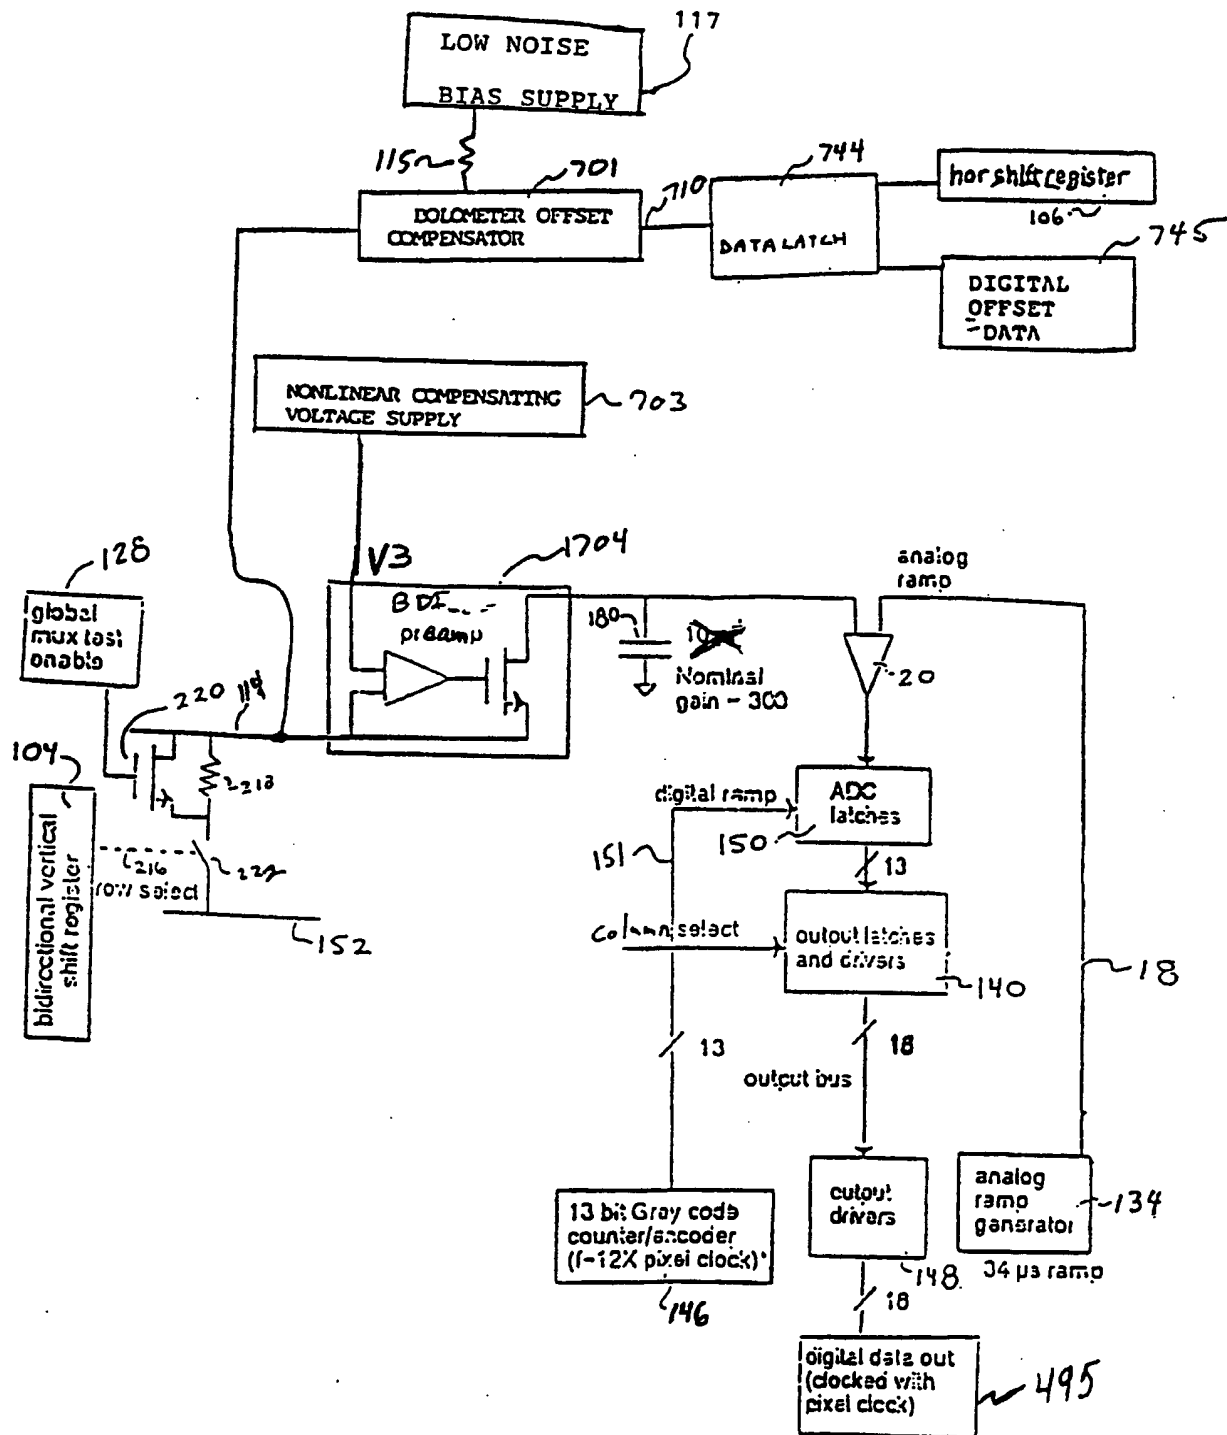 117
LOW NOISE
BIAS SUPPLY
115
701
DOLOMETER OFFSET
COMPENSATOR
710
744
DATA LATCH
hor shift register
106
745
DIGITAL
OFFSET
DATA
NONLINEAR COMPENSATING
VOLTAGE SUPPLY
703
128
global
mux test
enable
V3
1704
preamp
180
Nominal
gain - 300
analog
ramp
20
220
118
104
218
bidirectional vertical
shift register
216
row select
222
152
digital ramp
ADC
latches
150
151
13
column select
output latches
and drivers
140
18
13
18
output bus
13 bit Gray code
counter/encoder
(f-12X pixel clock)
146
output
drivers
148
analog
ramp
generator
134
34 µs ramp
18
digital data out
(clocked with
pixel clock)
495